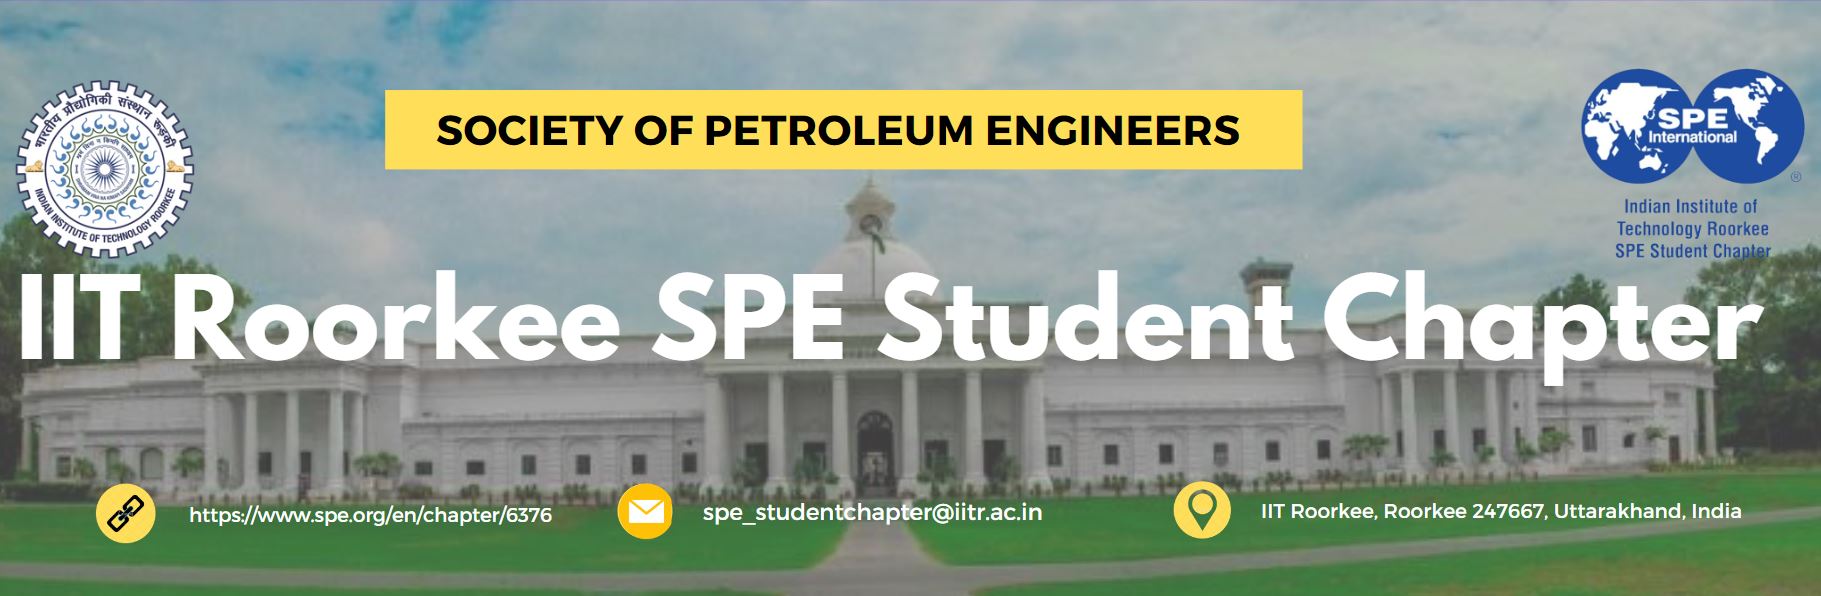 भारतीय प्रौद्योगिकी संस्थान रूड़की
INDIAN INSTITUTE OF TECHNOLOGY ROORKEE
SOCIETY OF PETROLEUM ENGINEERS
SPE
International
®
Indian Institute of
Technology Roorkee
SPE Student Chapter
IIT Roorkee SPE Student Chapter
https://www.spe.org/en/chapter/6376
spe_studentchapter@iitr.ac.in
IIT Roorkee, Roorkee 247667, Uttarakhand, India